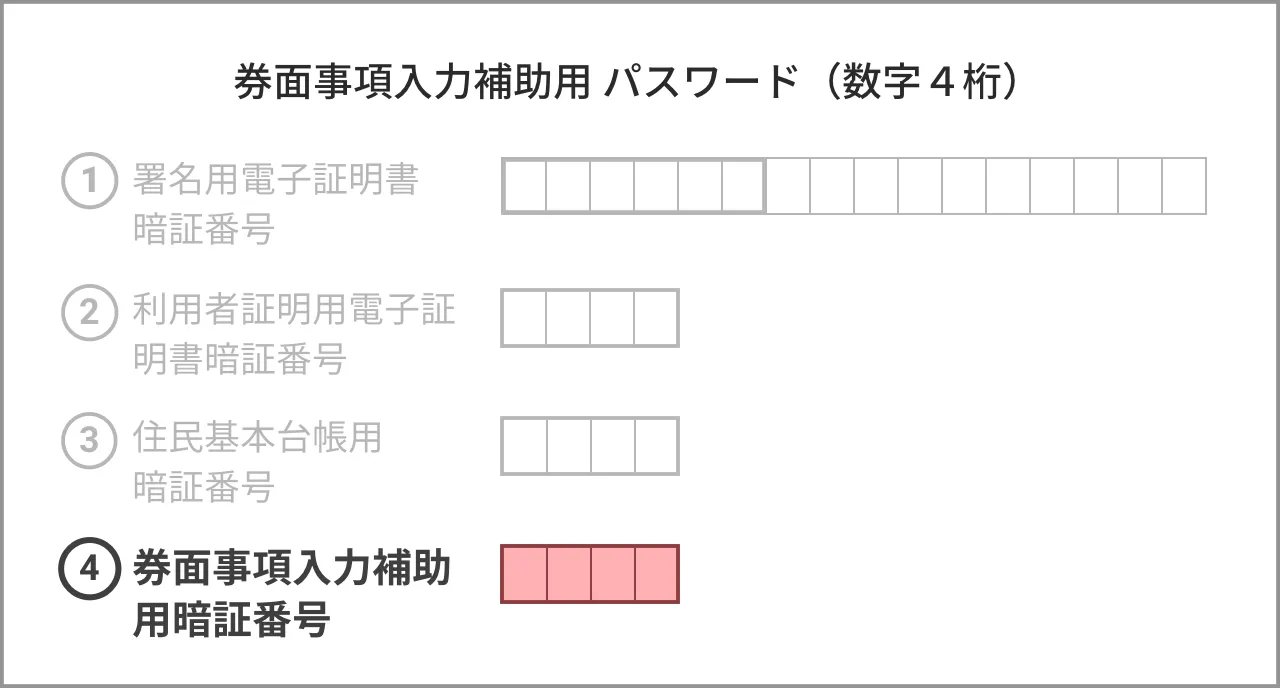 券面事項入力補助用 パスワード（数字４桁）
1 署名用電子証明書
暗証番号
2 利用者証明用電子証
明書暗証番号
3 住民基本台帳用
暗証番号
4 券面事項入力補助
用暗証番号